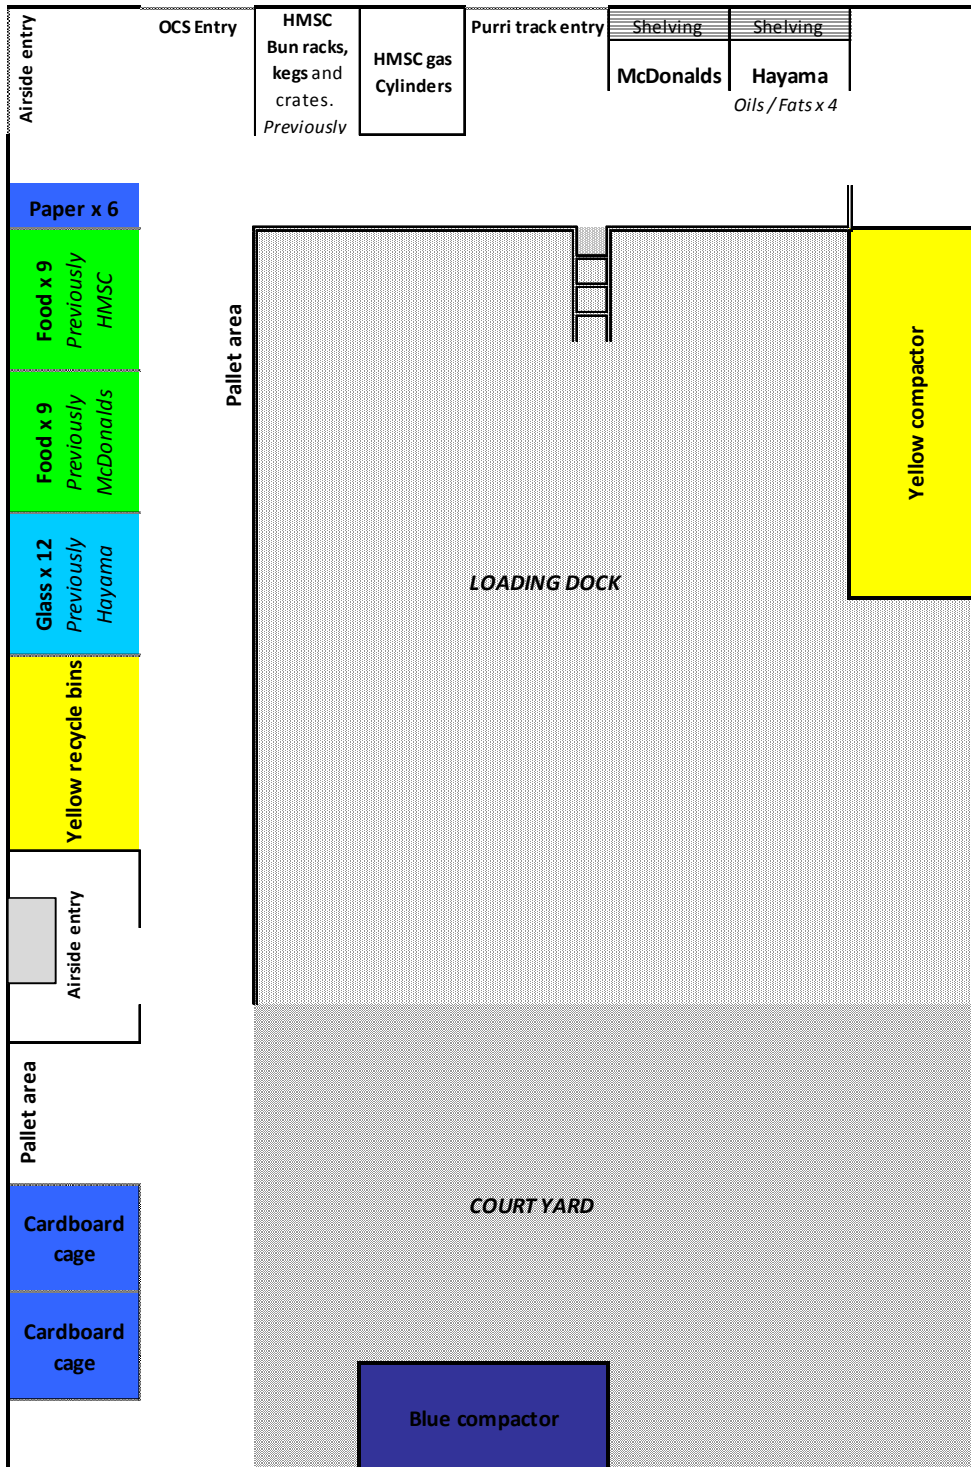 Airside entry
OCS Entry
HMSC
Bun racks,
kegs and
crates.
Previously
HMSC gas
Cylinders
Purri track entry
Shelving
Shelving
McDonalds
Hayama
Oils / Fats x 4
Paper x 6
Food x 9
Previously
HMSC
Food x 9
Previously
McDonalds
Glass x 12
Previously
Hayama
Yellow recycle bins
Airside entry
Pallet area
Cardboard
cage
Cardboard
cage
Pallet area
LOADING DOCK
Yellow compactor
COURT YARD
Blue compactor